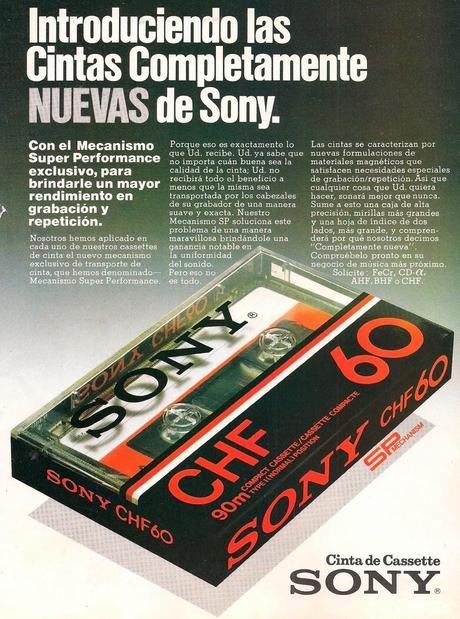 Introduciendo las
Cintas Completamente
NUEVAS de Sony.
Con el Mecanismo
Super Performance
exclusivo, para
brindarle un mayor
rendimiento en
grabación y
repetición.
Nosotros hemos aplicado en
cada uno de nuestros cassettes
de cinta el nuevo mecanismo
exclusivo de transporte de
cinta, que hemos denominado—
Mecanismo Super Performance.
Porque eso es exactamente lo
que Ud. recibe. Ud. ya sabe que
no importa cuán buena sea la
calidad de la cinta; Ud. no
recibirá todo el beneficio a
menos que la misma sea
transportada por los cabezales
de su grabador de una manera
suave y exacta. Nuestro
Mecanismo SP soluciona este
problema de una manera
maravillosa brindándole una
ganancia notable en
la uniformidad
del sonido.
Pero eso no
es todo.
Las cintas se caracterizan por
nuevas formulaciones de
materiales magnéticos que
satisfacen necesidades especiales
de grabación/repetición. Así que
cualquier cosa que Ud. quiera
hacer, sonará mejor que nunca.
Sume a esto una caja de alta
precisión, mirillas más grandes
y una hoja de índice de dos
lados, más grande, y compren-
derá por qué nosotros decimos
"Completamente nueva".
Compruébelo pronto en su
negocio de música más próximo.
Solicite: FeCr, CD-α,
AHF, BHF o CHF.
SONY CHF60
SONY®
CHF 60
90m COMPACT CASSETTE/CASSETTE COMPACTE
TYPE I (NORMAL) POSITION
SONY CHF60
SONY CHF60
SP MECHANISM
Cinta de Cassette
SONY®